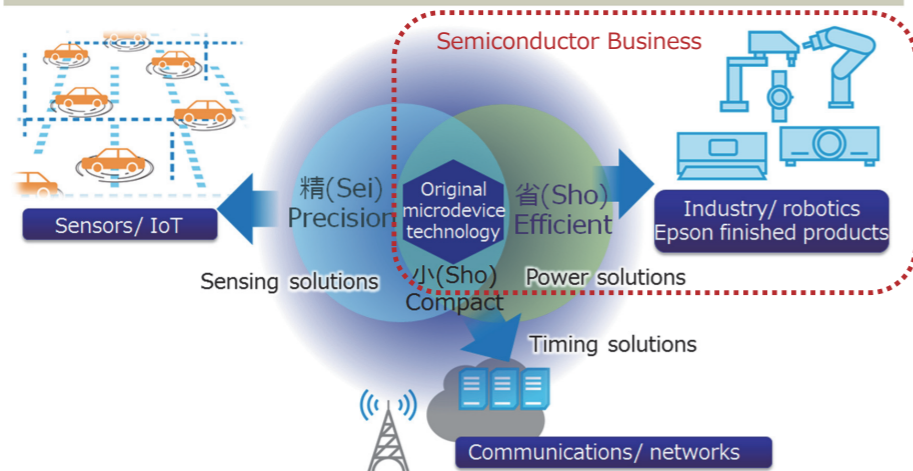 Semiconductor Business
精(Sei)
Precision
Original
microdevice
technology
省(Sho)
Efficient
小(Sho)
Compact
Sensors/ IoT
Industry/ robotics
Epson finished products
Sensing solutions
Power solutions
Timing solutions
Communications/ networks